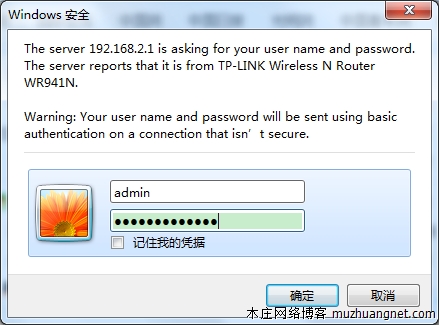 Windows 安全
The server 192.168.2.1 is asking for your user name and password.
The server reports that it is from TP-LINK Wireless N Router
WR941N.
Warning: Your user name and password will be sent using basic
authentication on a connection that isn't secure.
admin
●●●●●●●●●●●●●
记住我的凭据
确定
取消
本庄网络博客 muzhuangnet.com